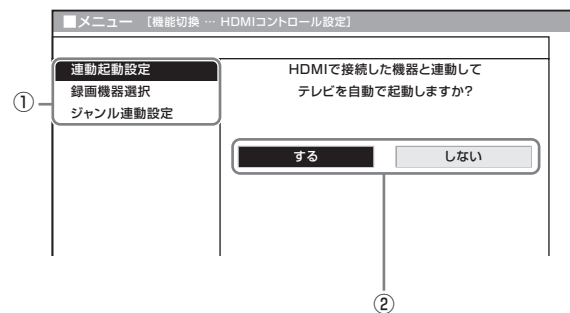 ■メニュー [機能切換 … HDMIコントロール設定]
連動起動設定
録画機器選択
ジャンル連動設定
①
HDMIで接続した機器と連動して
テレビを自動で起動しますか?
する
しない
②